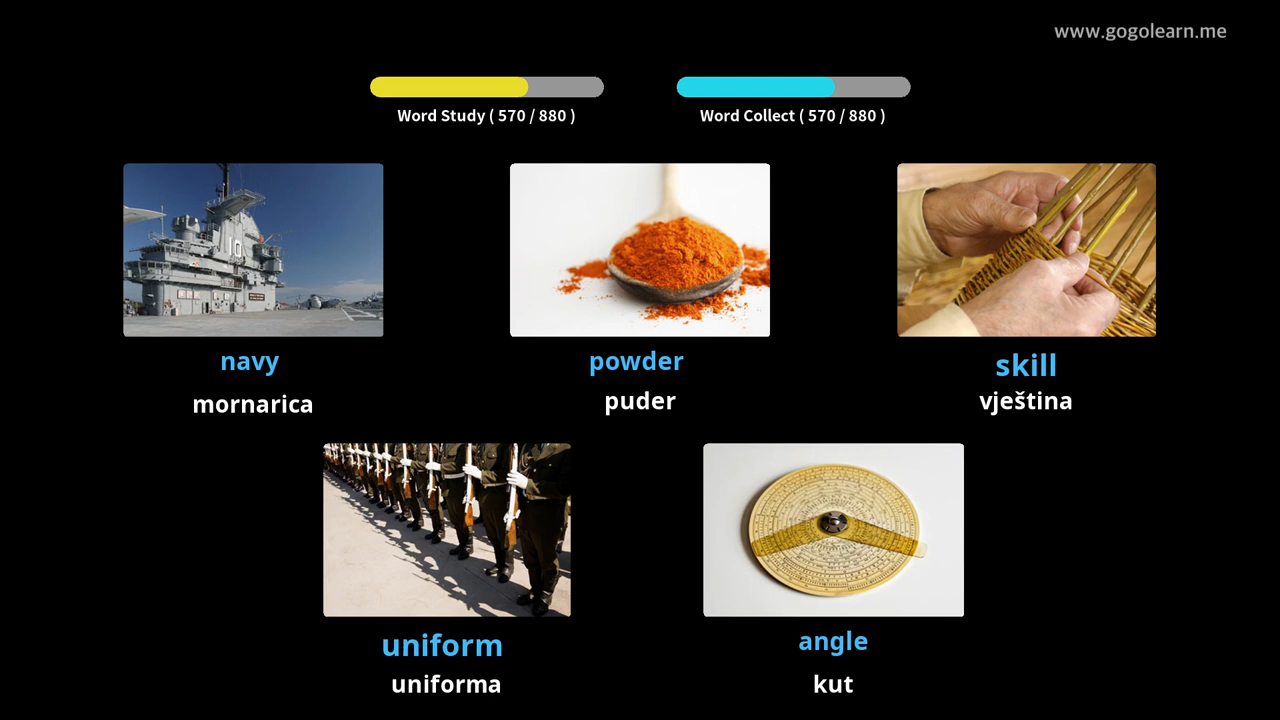 www.gogolearn.me
Word Study ( 570 / 880 )
Word Collect ( 570 / 880 )
16
navy
mornarica
powder
puder
skill
vještina
uniform
uniforma
angle
kut